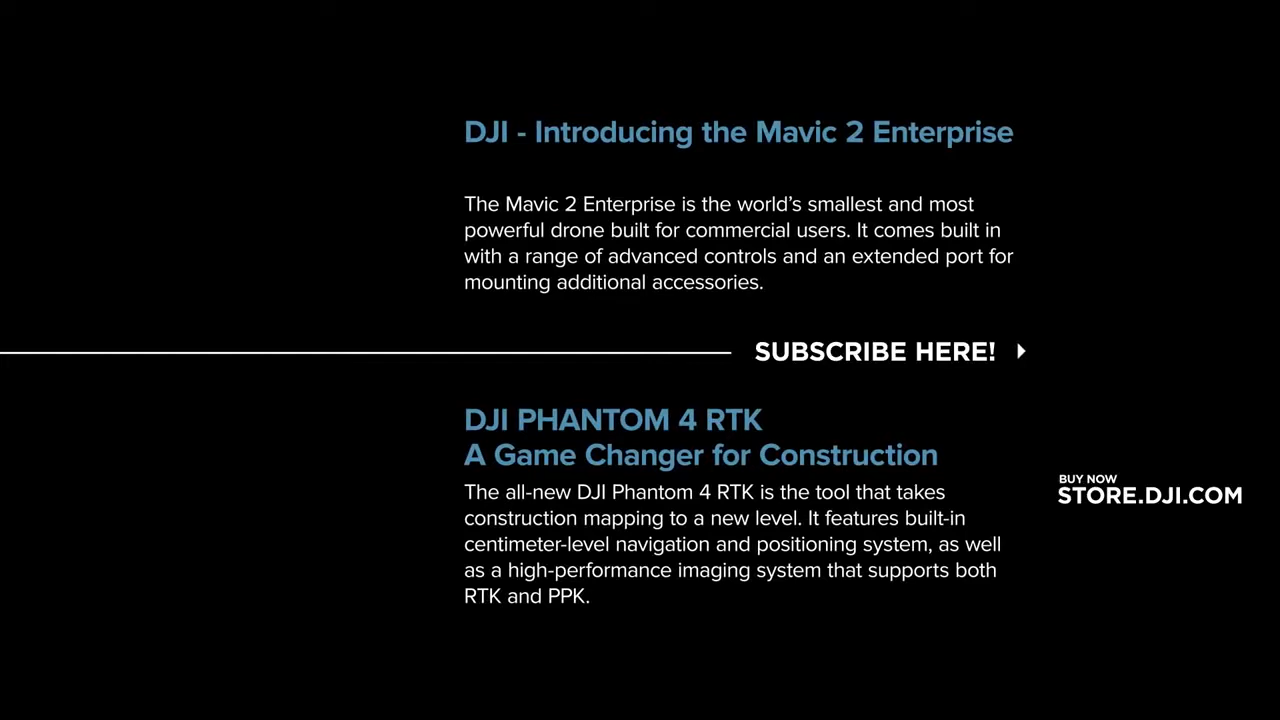 DJI - Introducing the Mavic 2 Enterprise
The Mavic 2 Enterprise is the world’s smallest and most
powerful drone built for commercial users. It comes built in
with a range of advanced controls and an extended port for
mounting additional accessories.
SUBSCRIBE HERE!
DJI PHANTOM 4 RTK
A Game Changer for Construction
The all-new DJI Phantom 4 RTK is the tool that takes
construction mapping to a new level. It features built-in
centimeter-level navigation and positioning system, as well
as a high-performance imaging system that supports both
RTK and PPK.
BUY NOW
STORE.DJI.COM